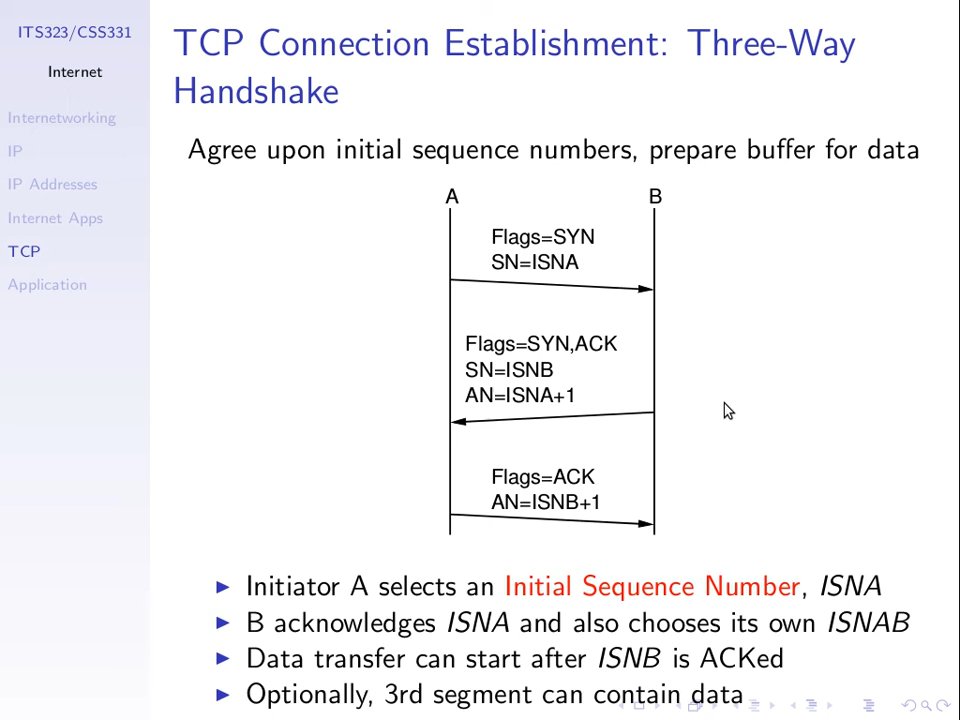 ITS323/CSS331
Internet
Internetworking
IP
IP Addresses
Internet Apps
TCP
Application
TCP Connection Establishment: Three-Way
Handshake
Agree upon initial sequence numbers, prepare buffer for data
A
B
Flags=SYN
SN=ISNA
Flags=SYN,ACK
SN=ISNB
AN=ISNA+1
Flags=ACK
AN=ISNB+1
Initiator A selects an Initial Sequence Number, ISNA
B acknowledges ISNA and also chooses its own ISNAB
Data transfer can start after ISNB is ACKed
Optionally, 3rd segment can contain data